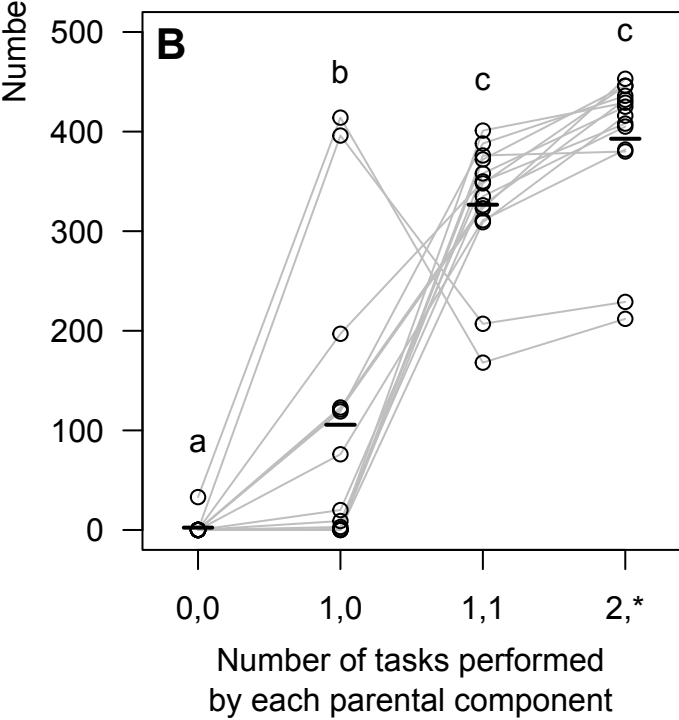 B
500
400
300
200
100
0
a
b
c
c
0,0
1,0
1,1
2,*
Number of tasks performed
by each parental component